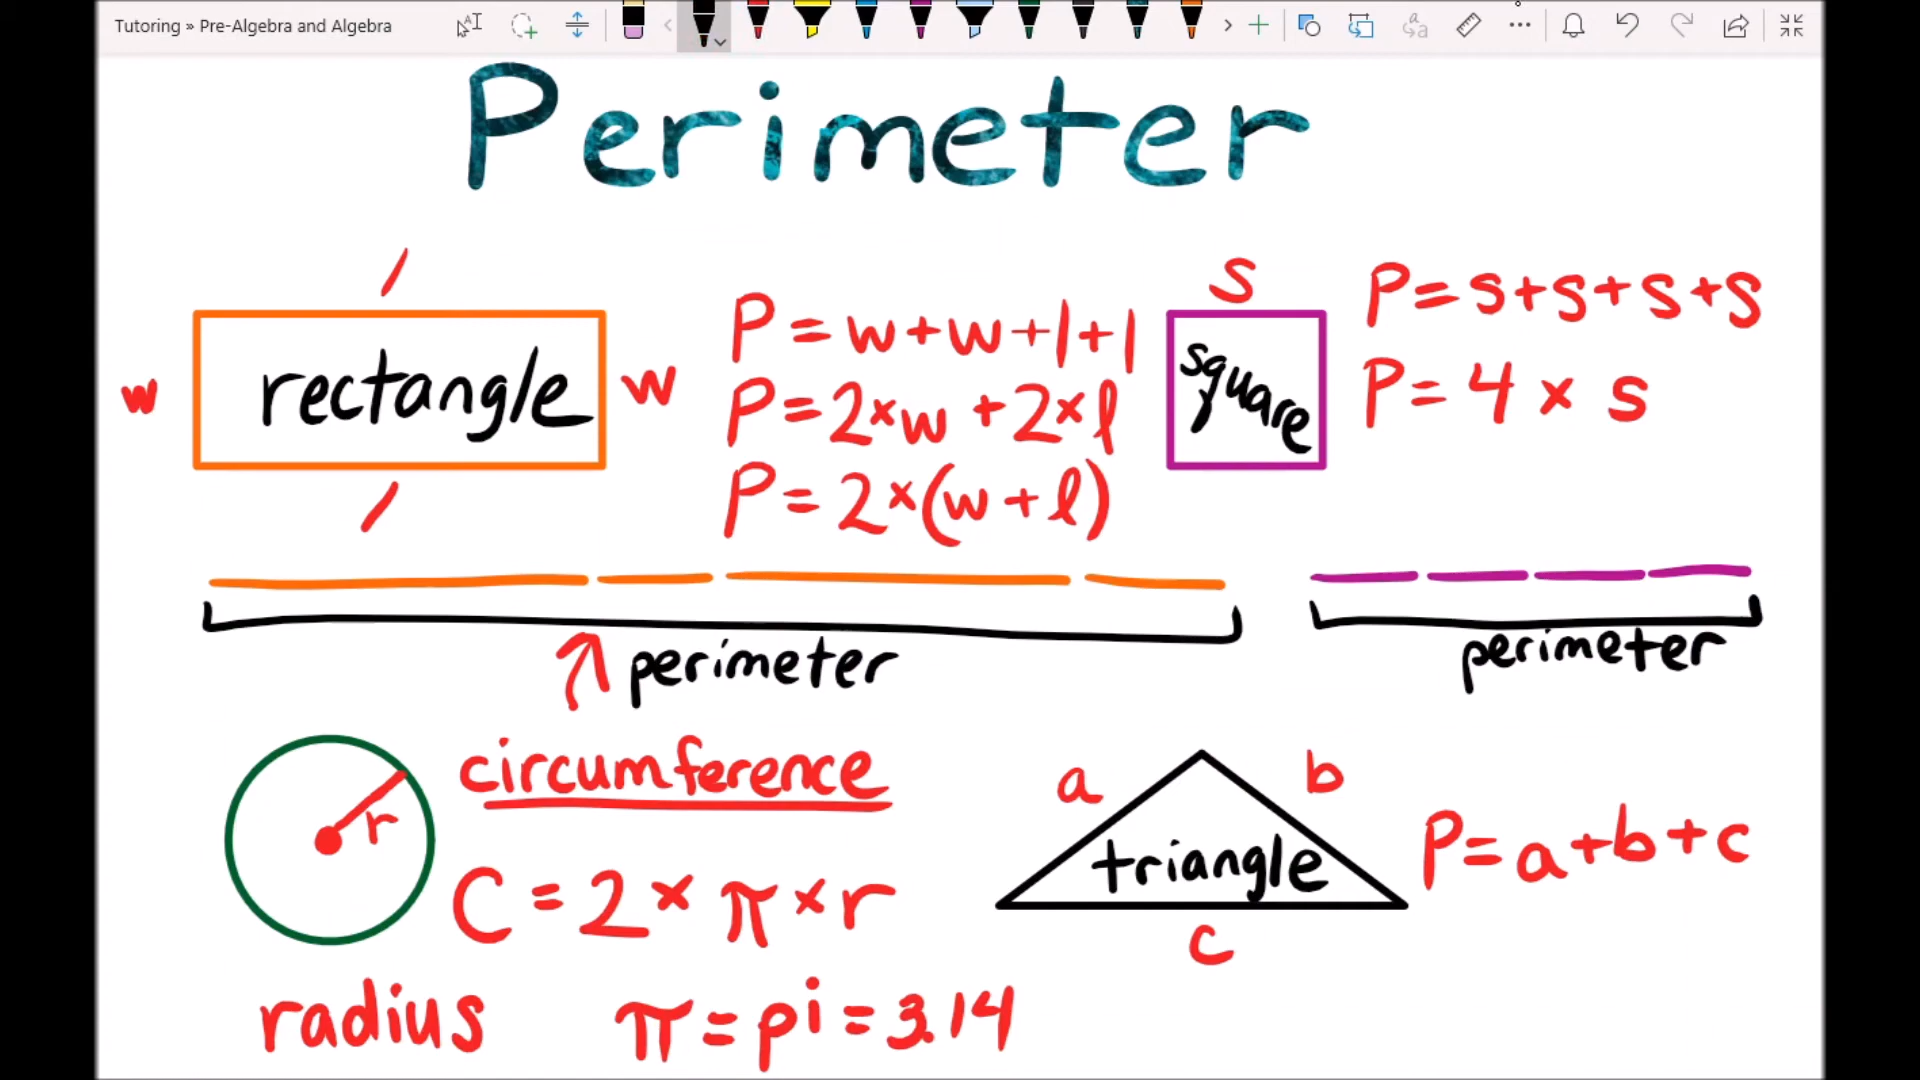 Tutoring » Pre-Algebra and Algebra
Perimeter
l
w
rectangle
w
l
P = w + w + l + l
P = 2 × w + 2 × l
P = 2 × (w + l)
s
square
P = s + s + s + s
P = 4 × s
perimeter
perimeter
r
circumference
C = 2 × π × r
radius
π = pi = 3.14
a
b
triangle
c
P = a + b + c